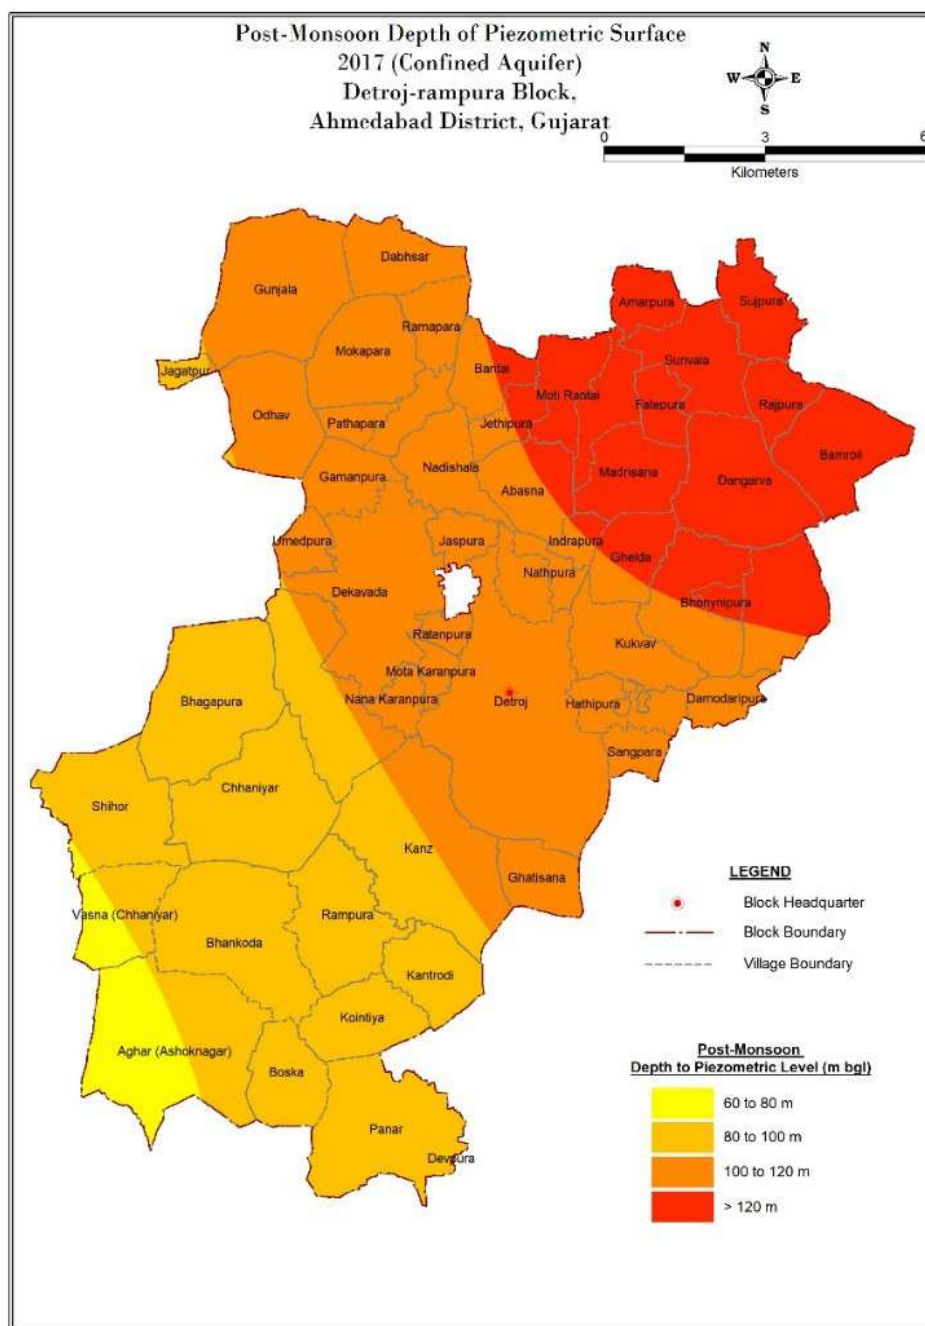 Post-Monsoon Depth of Piezometric Surface
2017 (Confined Aquifer)
Detroj-rampura Block,
Ahmedabad District, Gujarat
N
W E
S
0 3 6
Kilometers
Dabhsar
Gunjala
Amarpura
Sujpura
Ramapara
Mokapara
Sunvala
Jagatpur
Bantai
Moti Rantai
Fatepura
Rajpura
Odhav
Pathapara
Jethipura
Bamroli
Nadishala
Gamanpura
Madrisana
Dangarva
Abasna
Umedpura
Jaspura
Indrapura
Ghelda
Nathpura
Dekavada
Bhonynipura
Ratanpura
Kukvav
Mota Karanpura
Bhagapura
Nana Karanpura
Detroj
Hathipura
Damodaripura
Sangpara
Chhaniyar
Shihor
Kanz
Ghatisana
Vasna (Chhaniyar)
Rampura
Bhankoda
Kantrodi
Kointiya
Aghar (Ashoknagar)
Boska
Panar
Devpura
LEGEND
Block Headquarter
Block Boundary
Village Boundary
Post-Monsoon
Depth to Piezometric Level (m bgl)
60 to 80 m
80 to 100 m
100 to 120 m
> 120 m